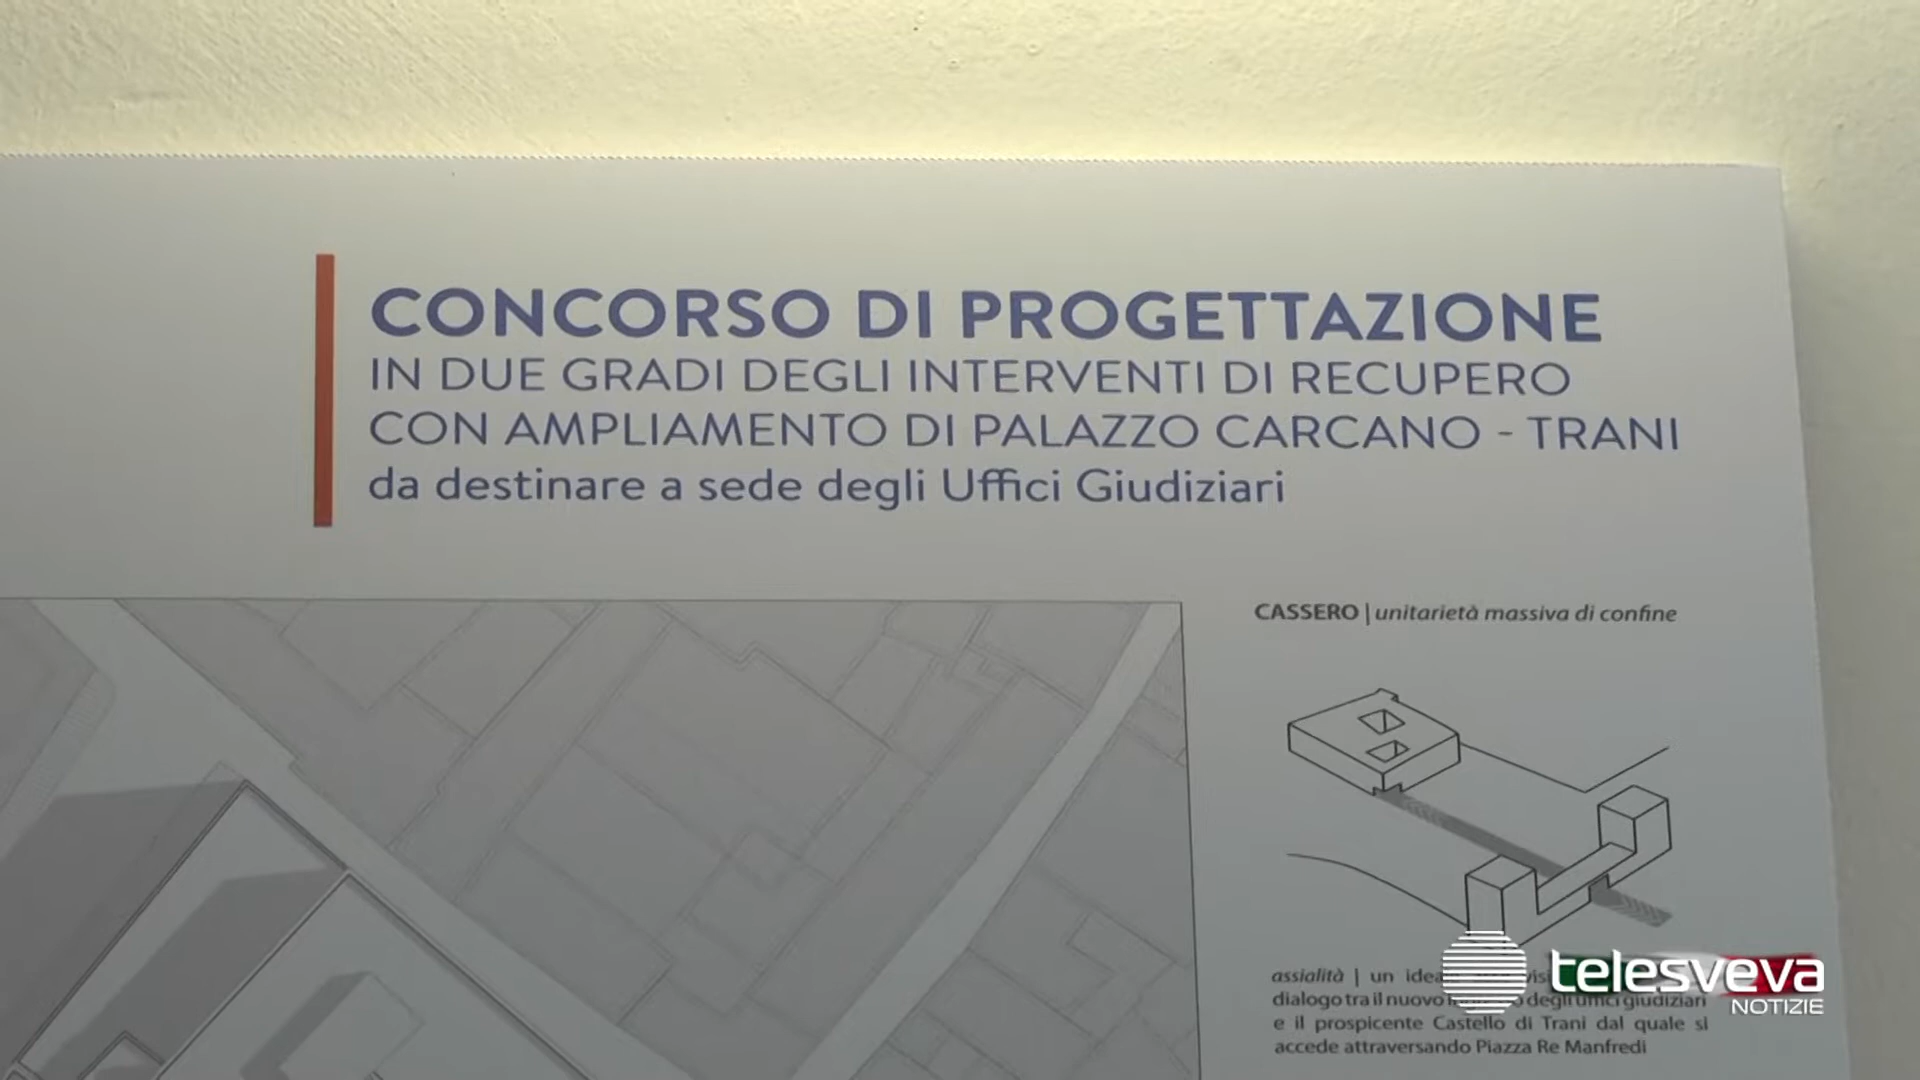 CONCORSO DI PROGETTAZIONE
IN DUE GRADI DEGLI INTERVENTI DI RECUPERO
CON AMPLIAMENTO DI PALAZZO CARCANO - TRANI
da destinare a sede degli Uffici Giudiziari
CASSERO | unitarietà massiva di confine
assialità | un
dialogo tra il nuovo degli uffici giudiziari
e il prospicente Castello di Trani dal quale si
accede attraversando Piazza Re Manfredi
telesveva
NOTIZIE